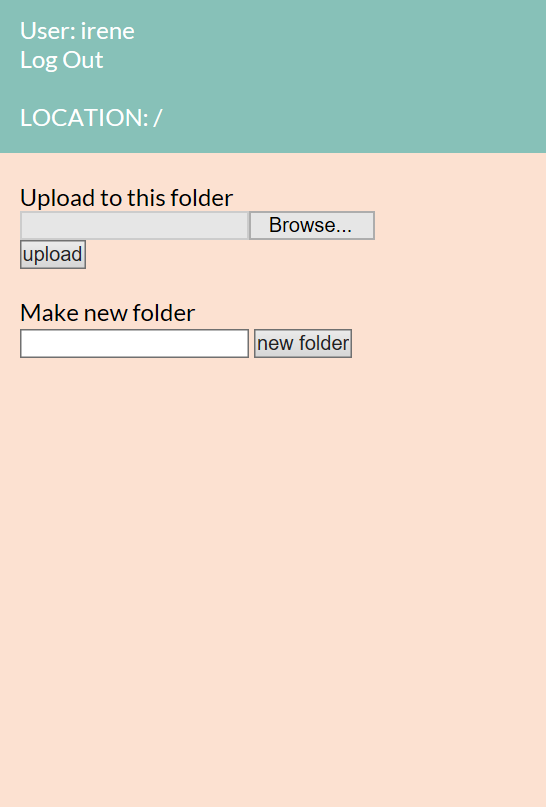 User: irene
Log Out
LOCATION: /
Upload to this folder
Browse...
upload
Make new folder
new folder